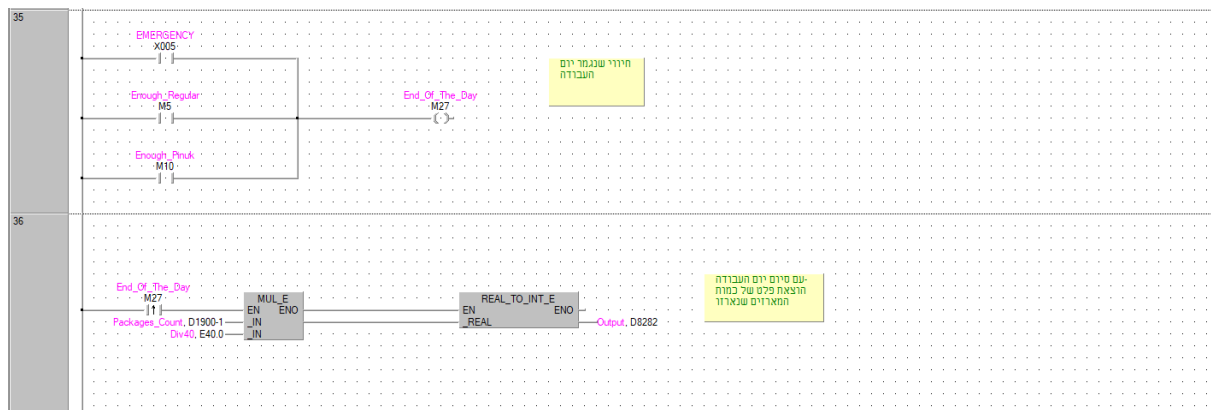 35
EMERGENCY
X005
חיווי שנגמר יום
העבודה
Enough_Regular
M5
End_Of_The_Day
M27
Enough_Pinuk
M10
36
עם סיום יום העבודה-
הוצאת פלט של כמות
המארזים שנארזו
End_Of_The_Day
M27
MUL_E
EN ENO
Packages_Count, D1900-1
_IN
Div40, E40.0
_IN
REAL_TO_INT_E
EN ENO
_REAL
Output, D8282